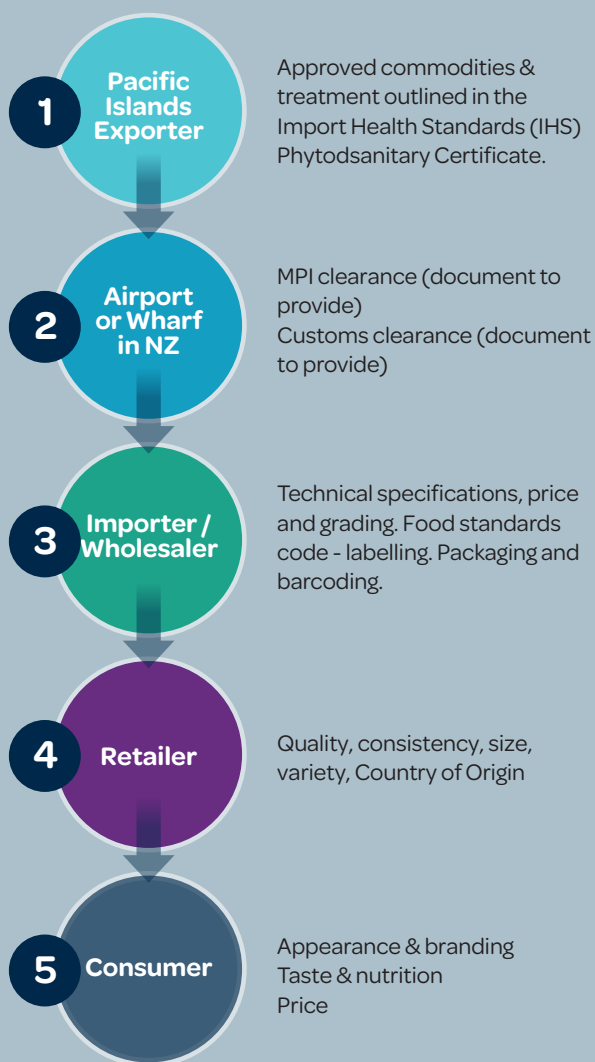 1
Pacific
Islands
Exporter
Approved commodities &
treatment outlined in the
Import Health Standards (IHS)
Phytodsanitary Certificate.
2
Airport
or Wharf
in NZ
MPI clearance (document to
provide)
Customs clearance (document
to provide)
3
Importer /
Wholesaler
Technical specifications, price
and grading. Food standards
code - labelling. Packaging and
barcoding.
4
Retailer
Quality, consistency, size,
variety, Country of Origin
5
Consumer
Appearance & branding
Taste & nutrition
Price